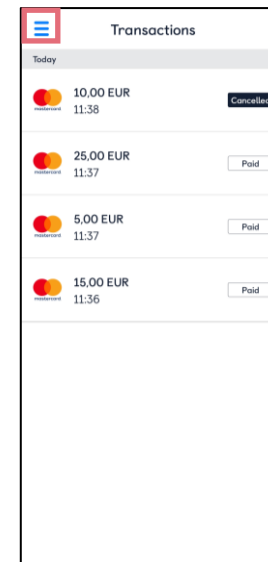 Transactions
Today
10,00 EUR
Cancelled
11:38
mastercard
25,00 EUR
Paid
11:37
mastercard
5,00 EUR
Paid
11:37
mastercard
15,00 EUR
Paid
11:36
mastercard